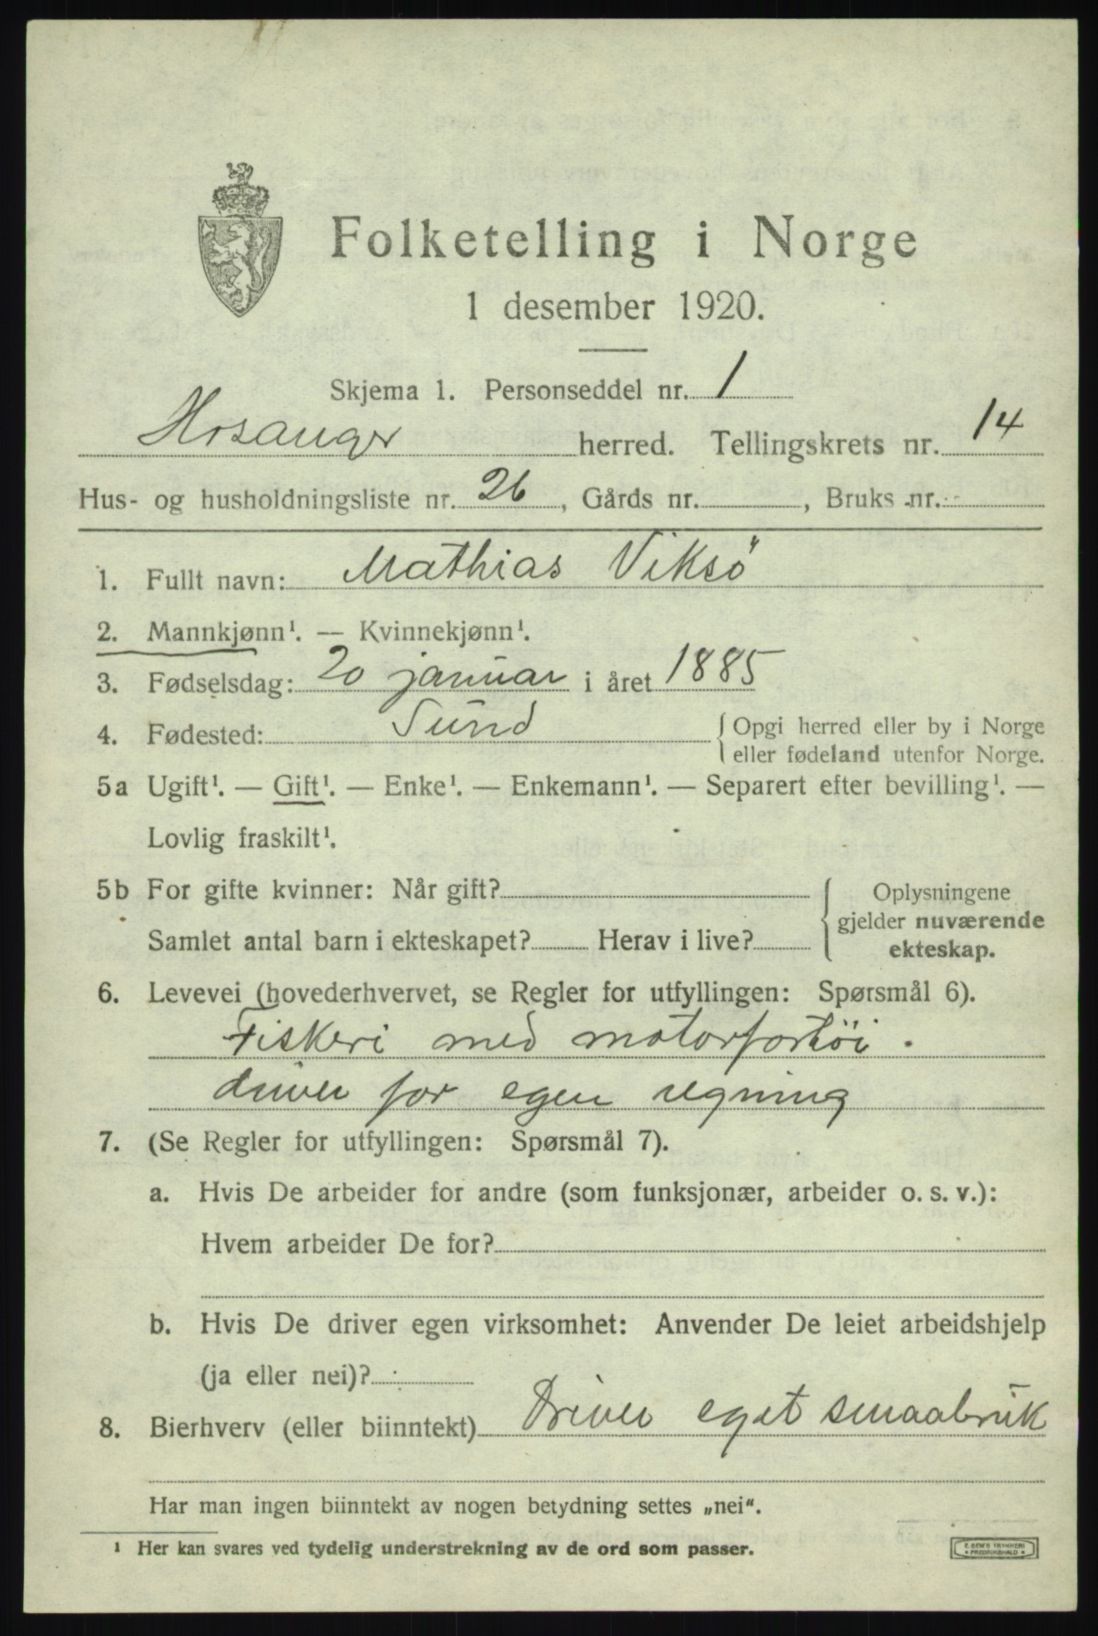 Folketelling i Norge
1 desember 1920.
Skjema 1. Personseddel nr. 1
Hosanger herred. Tellingskrets nr. 14
Hus- og husholdningsliste nr. 26, Gårds nr. , Bruks nr.
1. Fullt navn: Mathias Viksö
2. Mannkjønn¹. — Kvinnekjønn¹.
3. Fødselsdag: 20 januar i året 1885
4. Fødested: Sund { Opgi herred eller by i Norge
eller fødeland utenfor Norge.
5a Ugift¹. — Gift¹. — Enke¹. — Enkemann¹. — Separert efter bevilling¹. —
Lovlig fraskilt¹.
5b For gifte kvinner: Når gift? { Oplysningene
gjelder nuværende
Samlet antal barn i ekteskapet? Herav i live?
ekteskap.
6. Levevei (hovederhvervet, se Regler for utfyllingen: Spørsmål 6).
Fiskeri med motorfartöi.
driver for egen regning
7. (Se Regler for utfyllingen: Spørsmål 7).
a. Hvis De arbeider for andre (som funksjonær, arbeider o. s. v.):
Hvem arbeider De for?
b. Hvis De driver egen virksomhet: Anvender De leiet arbeidshjelp
(ja eller nei)?
8. Bierhverv (eller biinntekt) Driver eget smaabruk
Har man ingen biinntekt av nogen betydning settes „nei“.
¹ Her kan svares ved tydelig understrekning av de ord som passer.